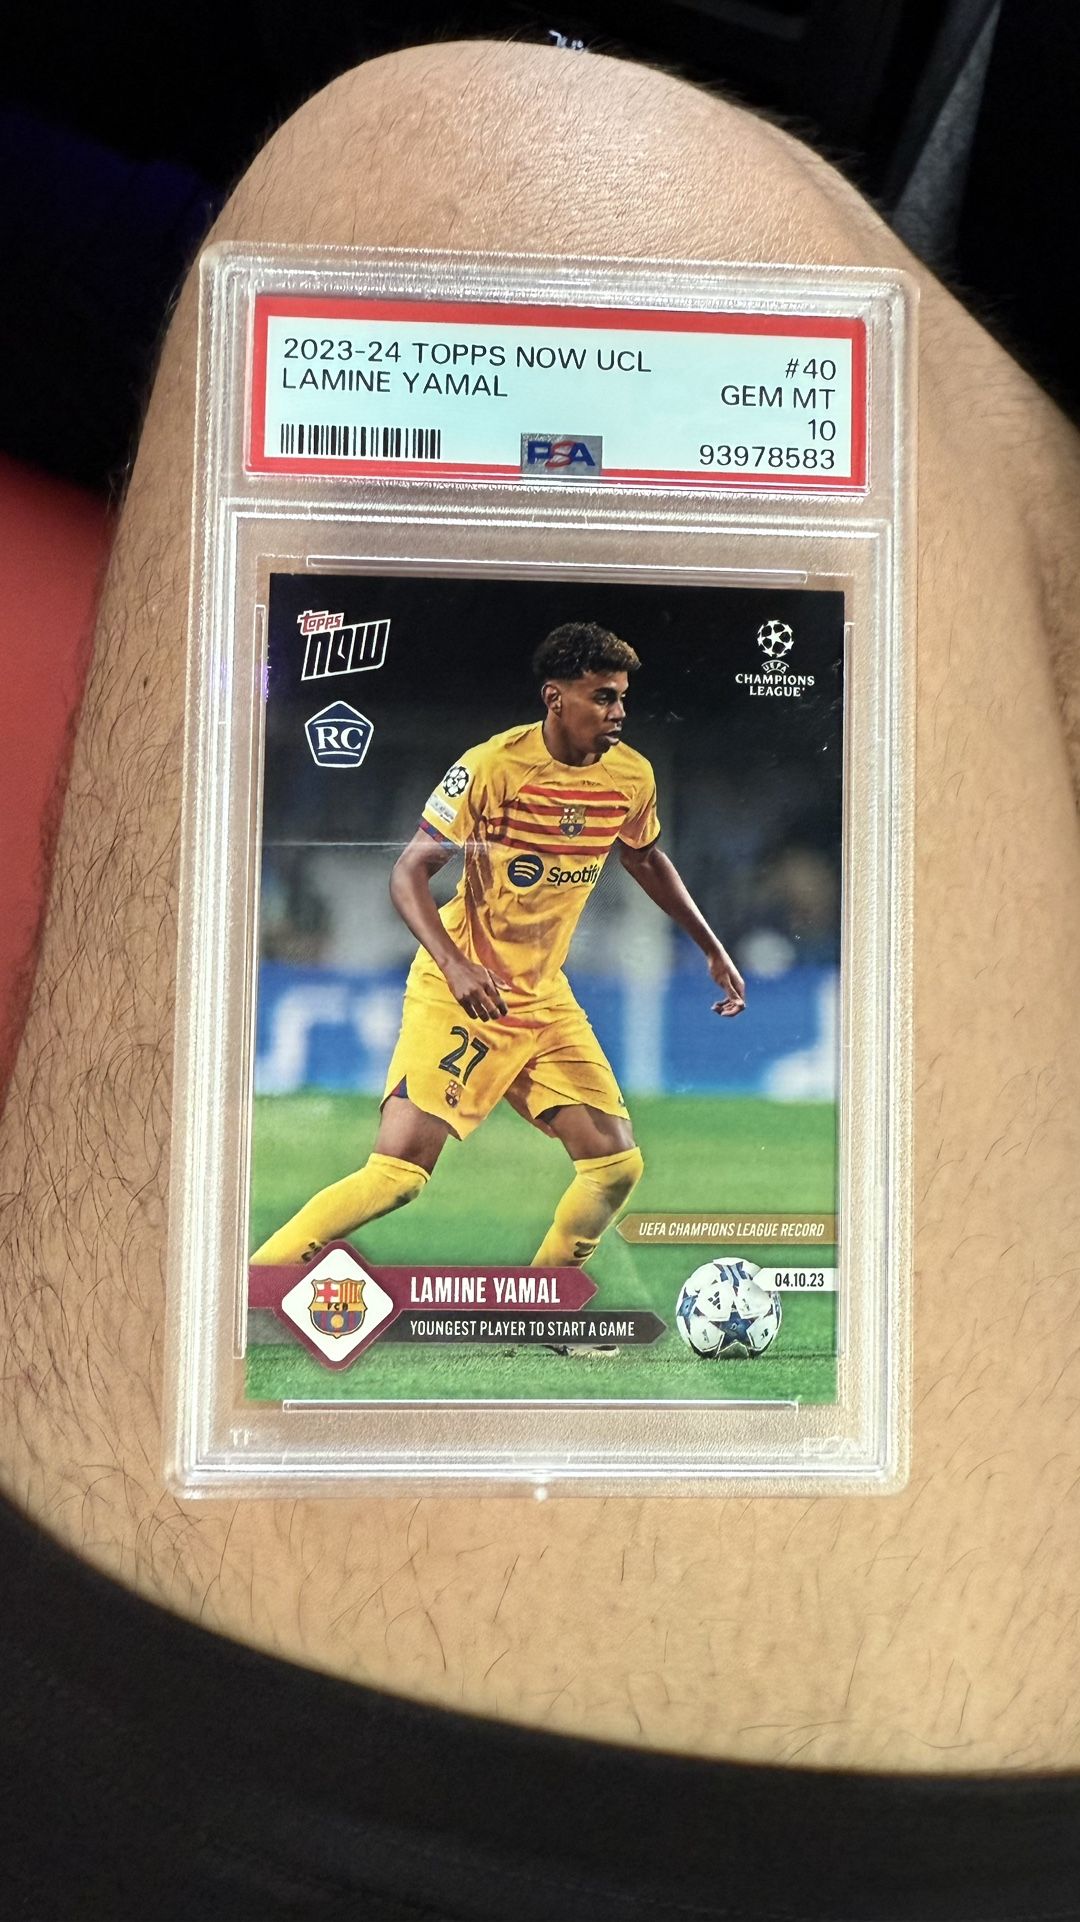 2023-24 TOPPS NOW UCL
LAMINE YAMAL
#40
GEM MT
10
93978583
PSA
topps
NOW
RC
UEFA
CHAMPIONS
LEAGUE
Spotify
27
UEFA CHAMPIONS LEAGUE RECORD
04.10.23
FCB
LAMINE YAMAL
YOUNGEST PLAYER TO START A GAME
PSA